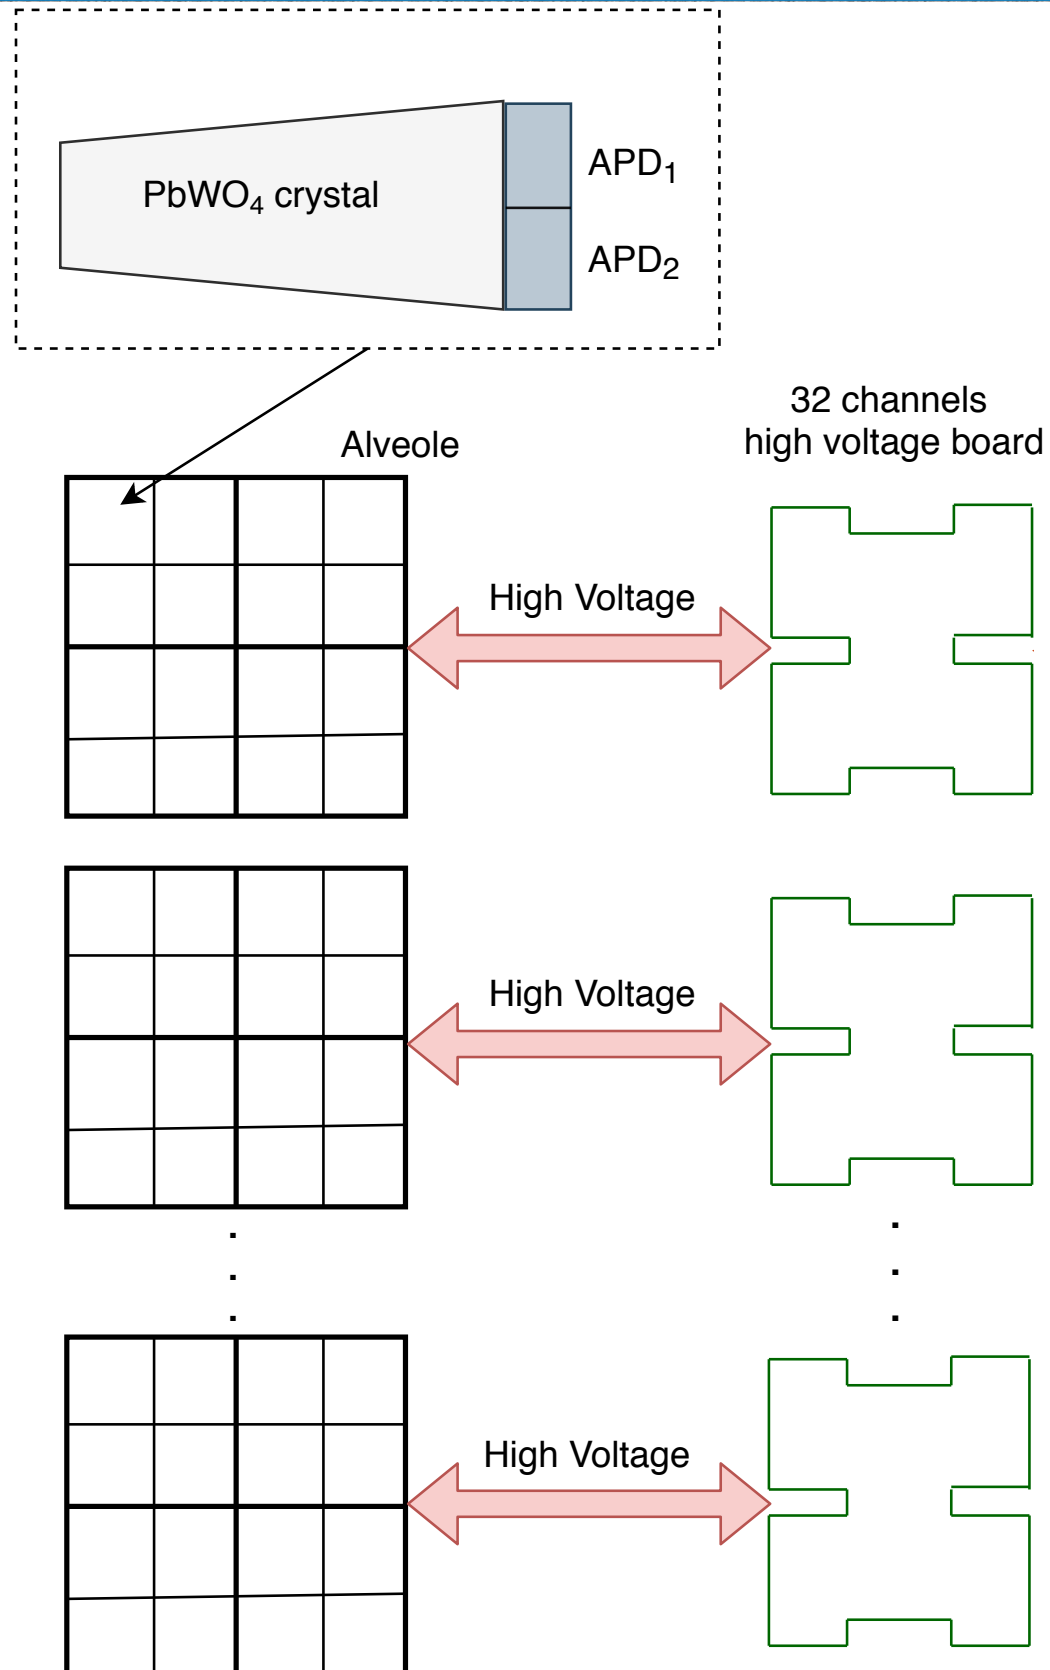 APD₁
PbWO₄ crystal
APD₂
32 channels
high voltage board
Alveole
High Voltage
High Voltage
High Voltage